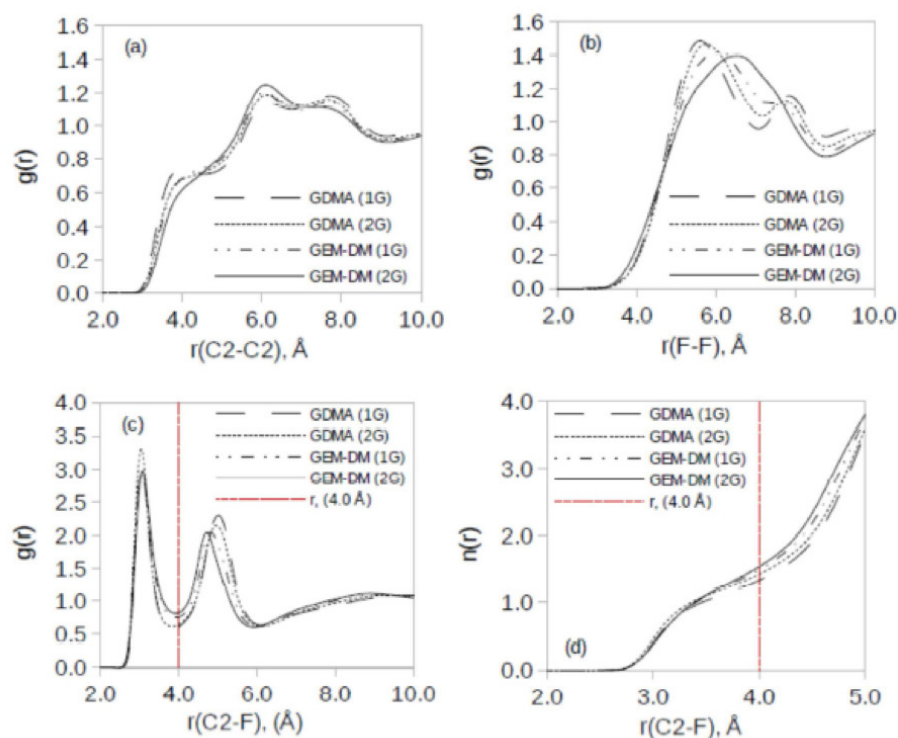 (a)
g(r)
1.6
1.4
1.2
1.0
0.8
0.6
0.4
0.2
0.0
GDMA (1G)
GDMA (2G)
GEM-DM (1G)
GEM-DM (2G)
2.0 4.0 6.0 8.0 10.0
r(C2-C2), Å
(b)
g(r)
1.6
1.4
1.2
1.0
0.8
0.6
0.4
0.2
0.0
GDMA (1G)
GDMA (2G)
GEM-DM (1G)
GEM-DM (2G)
2.0 4.0 6.0 8.0 10.0
r(F-F), Å
(c)
g(r)
4.0
3.5
3.0
2.5
2.0
1.5
1.0
0.5
0.0
GDMA (1G)
GDMA (2G)
GEM-DM (1G)
GEM-DM (2G)
r, (4.0 Å)
2.0 4.0 6.0 8.0 10.0
r(C2-F), (Å)
n(r)
4.0
3.0
2.0
1.0
0.0
GDMA (1G)
GDMA (2G)
GEM-DM (1G)
GEM-DM (2G)
r, (4.0 Å)
(d)
2.0 3.0 4.0 5.0
r(C2-F), Å